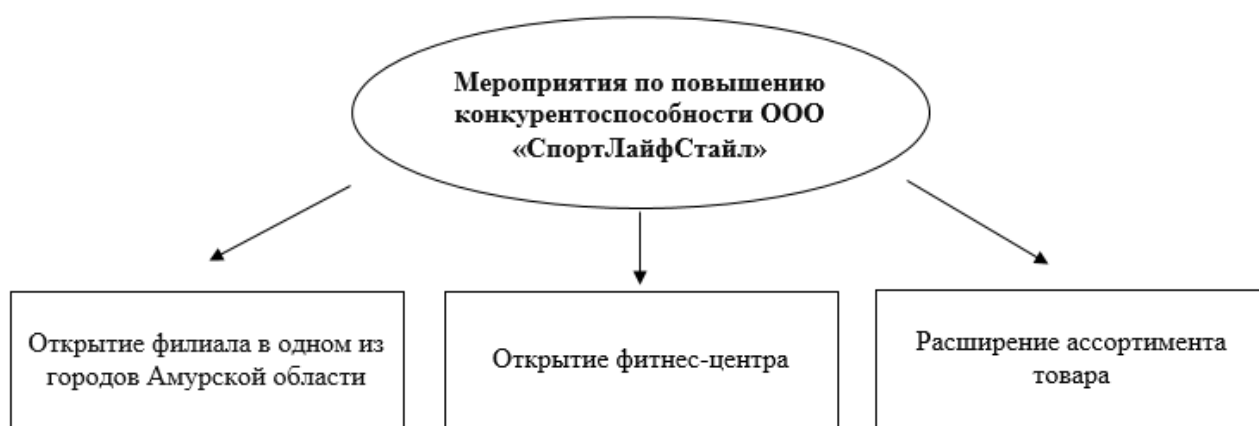 Мероприятия по повышению
конкурентоспособности ООО
«СпортЛайфСтайл»
Открытие филиала в одном из
городов Амурской области
Открытие фитнес-центра
Расширение ассортимента
товара